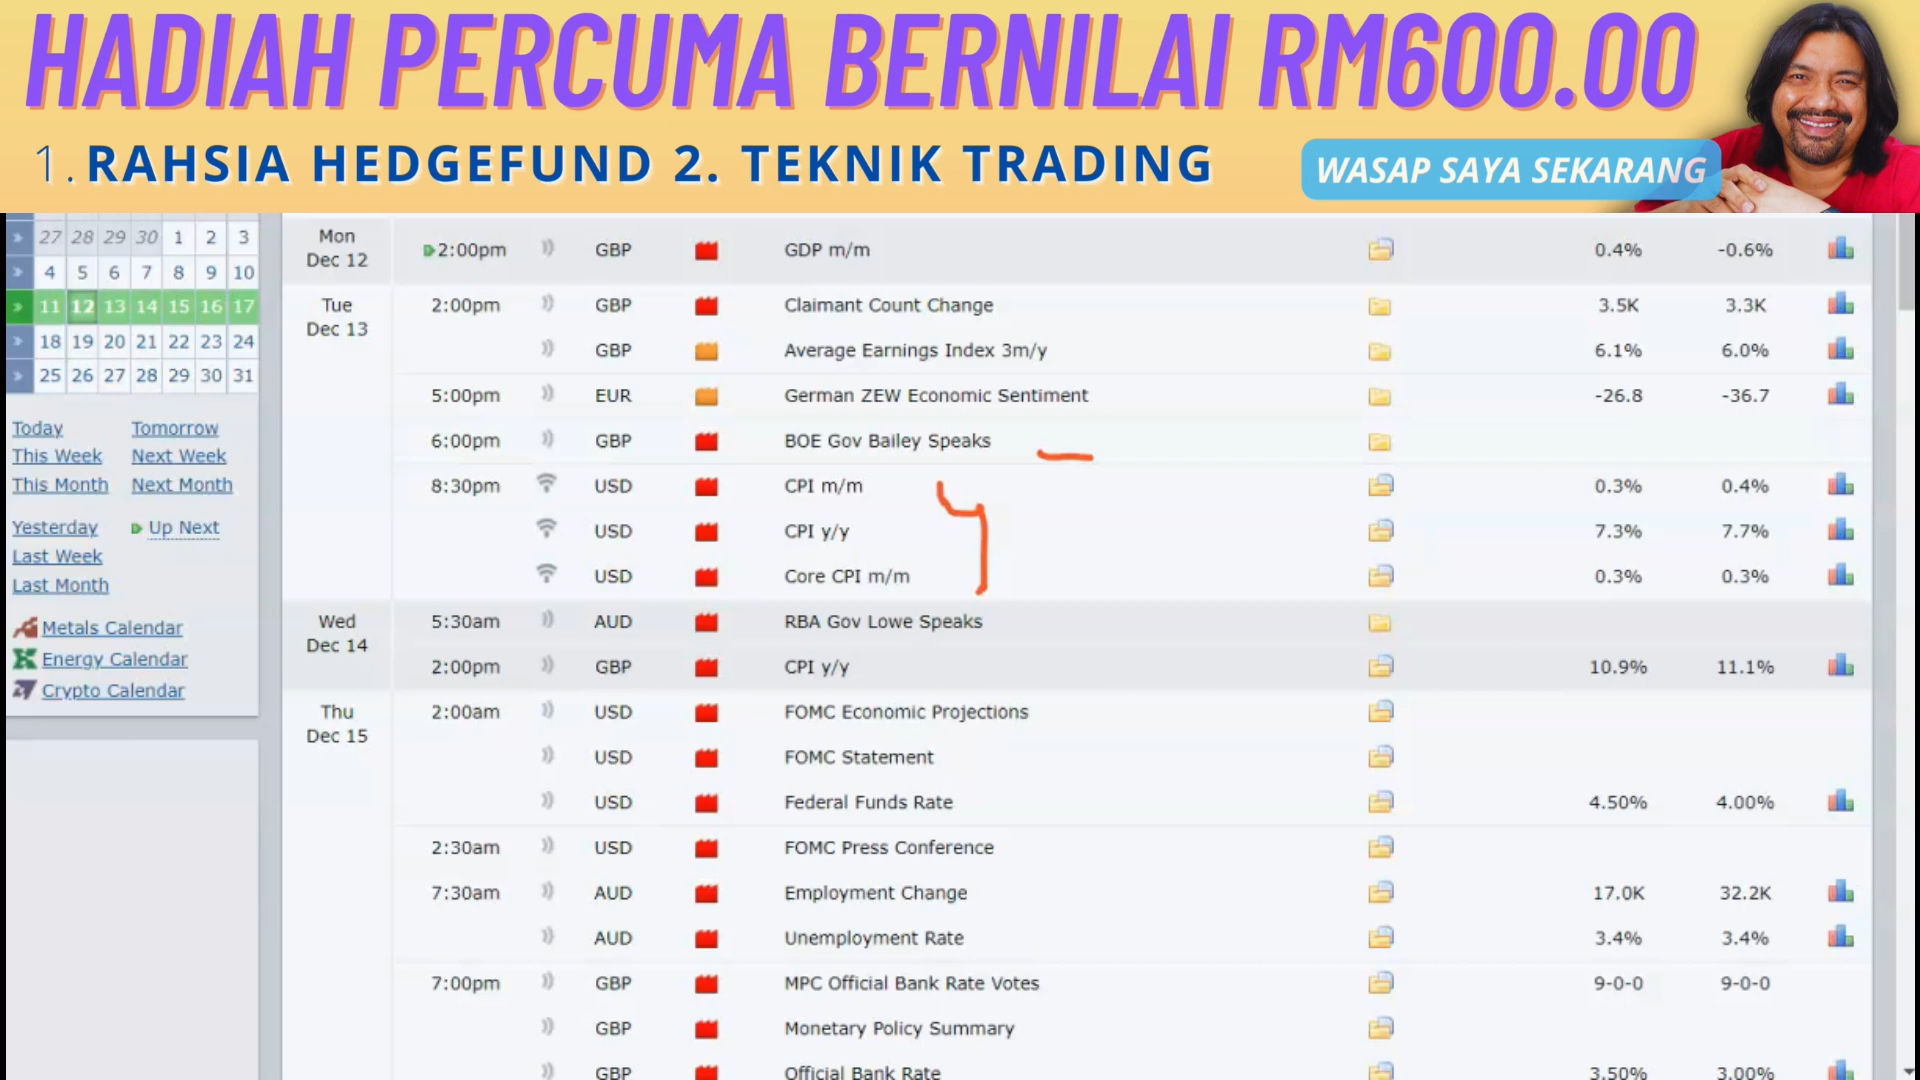 HADIAH PERCUMA BERNILAI RM600.00
1. RAHSIA HEDGEFUND 2. TEKNIK TRADING
WASAP SAYA SEKARANG
» 27 28 29 30 1 2 3
» 4 5 6 7 8 9 10
» 11 12 13 14 15 16 17
» 18 19 20 21 22 23 24
» 25 26 27 28 29 30 31
Today Tomorrow
This Week Next Week
This Month Next Month
Yesterday Up Next
Last Week
Last Month
Metals Calendar
Energy Calendar
Crypto Calendar
Mon Dec 12 2:00pm GBP GDP m/m 0.4% -0.6%
Tue Dec 13 2:00pm GBP Claimant Count Change 3.5K 3.3K
GBP Average Earnings Index 3m/y 6.1% 6.0%
5:00pm EUR German ZEW Economic Sentiment -26.8 -36.7
6:00pm GBP BOE Gov Bailey Speaks
8:30pm USD CPI m/m 0.3% 0.4%
USD CPI y/y 7.3% 7.7%
USD Core CPI m/m 0.3% 0.3%
Wed Dec 14 5:30am AUD RBA Gov Lowe Speaks
2:00pm GBP CPI y/y 10.9% 11.1%
Thu Dec 15 2:00am USD FOMC Economic Projections
USD FOMC Statement
USD Federal Funds Rate 4.50% 4.00%
2:30am USD FOMC Press Conference
7:30am AUD Employment Change 17.0K 32.2K
AUD Unemployment Rate 3.4% 3.4%
7:00pm GBP MPC Official Bank Rate Votes 9-0-0 9-0-0
GBP Monetary Policy Summary
GBP Official Bank Rate 3.50% 3.00%